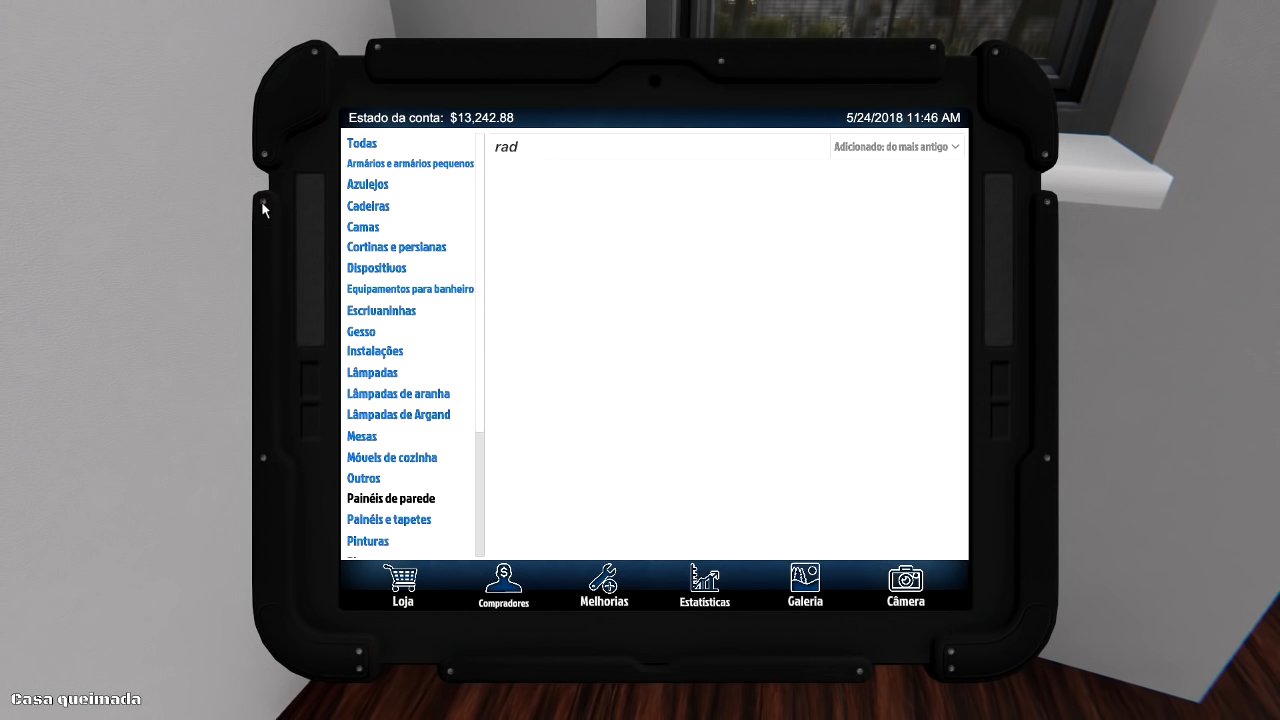 Estado da conta: $13,242.88
5/24/2018 11:46 AM
Todas
Armários e armários pequenos
Azulejos
Cadeiras
Camas
Cortinas e persianas
Dispositivos
Equipamentos para banheiro
Escrivaninhas
Gesso
Instalações
Lâmpadas
Lâmpadas de aranha
Lâmpadas de Argand
Mesas
Móveis de cozinha
Outros
Painéis de parede
Painéis e tapetes
Pinturas
rad
Adicionado: do mais antigo
Loja
Compradores
Melhorias
Estatísticas
Galeria
Câmera
Casa queimada